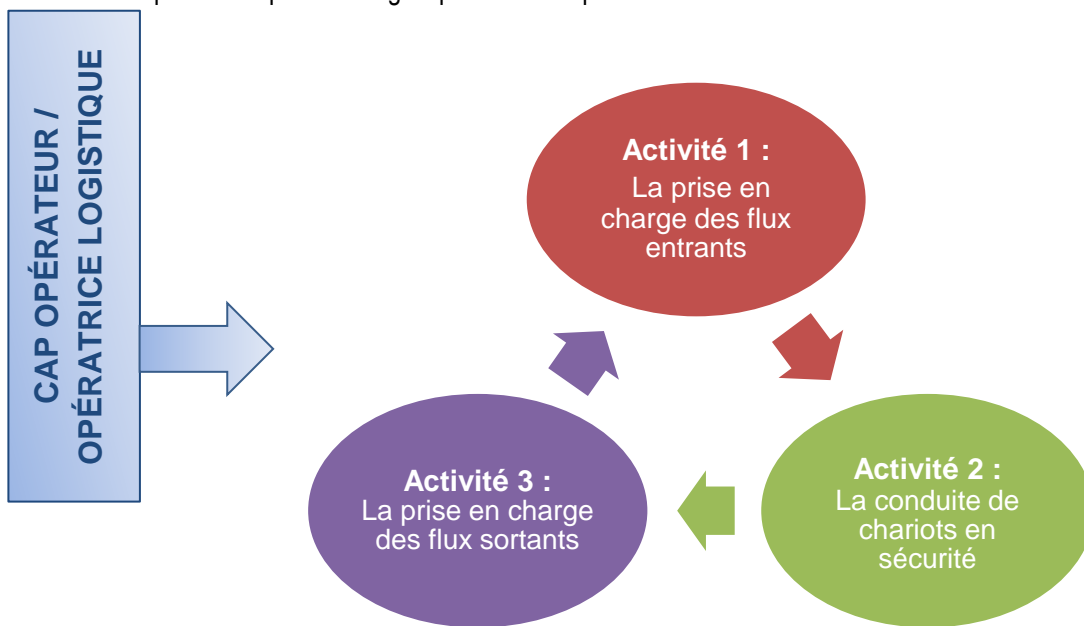 CAP OPÉRATEUR /
OPÉRATRICE LOGISTIQUE
Activité 1 :
La prise en
charge des flux
entrants
Activité 2 :
La conduite de
chariots en
sécurité
Activité 3 :
La prise en charge
des flux sortants